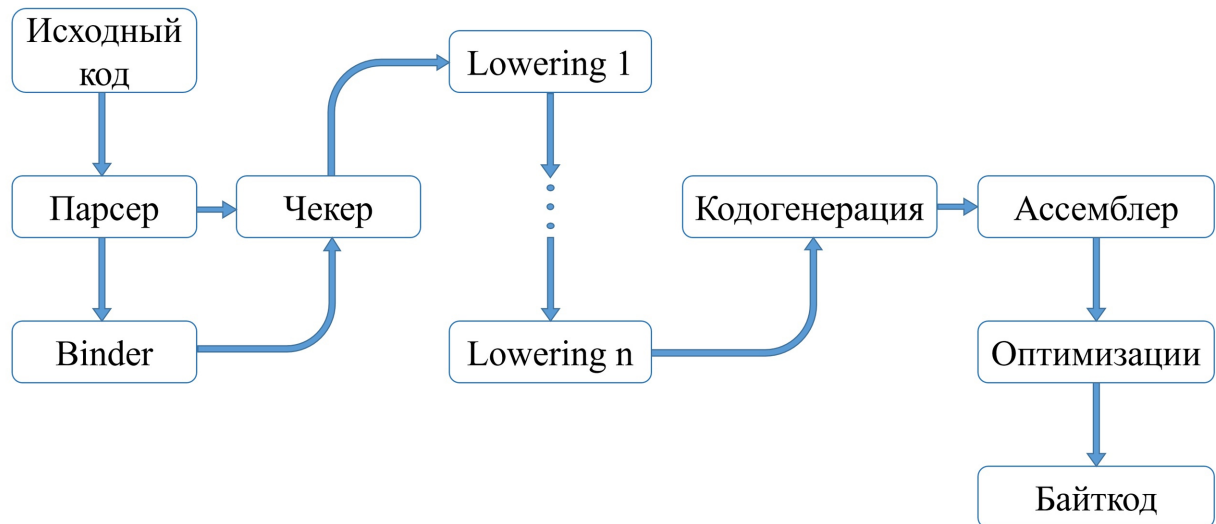 Исходный
код
Парсер
Binder
Чекер
Lowering 1
Lowering n
Кодогенерация
Ассемблер
Оптимизации
Байткод